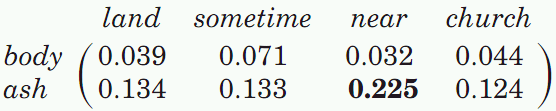 land sometime near church
body 0.039 0.071 0.032 0.044
ash 0.134 0.133 0.225 0.124